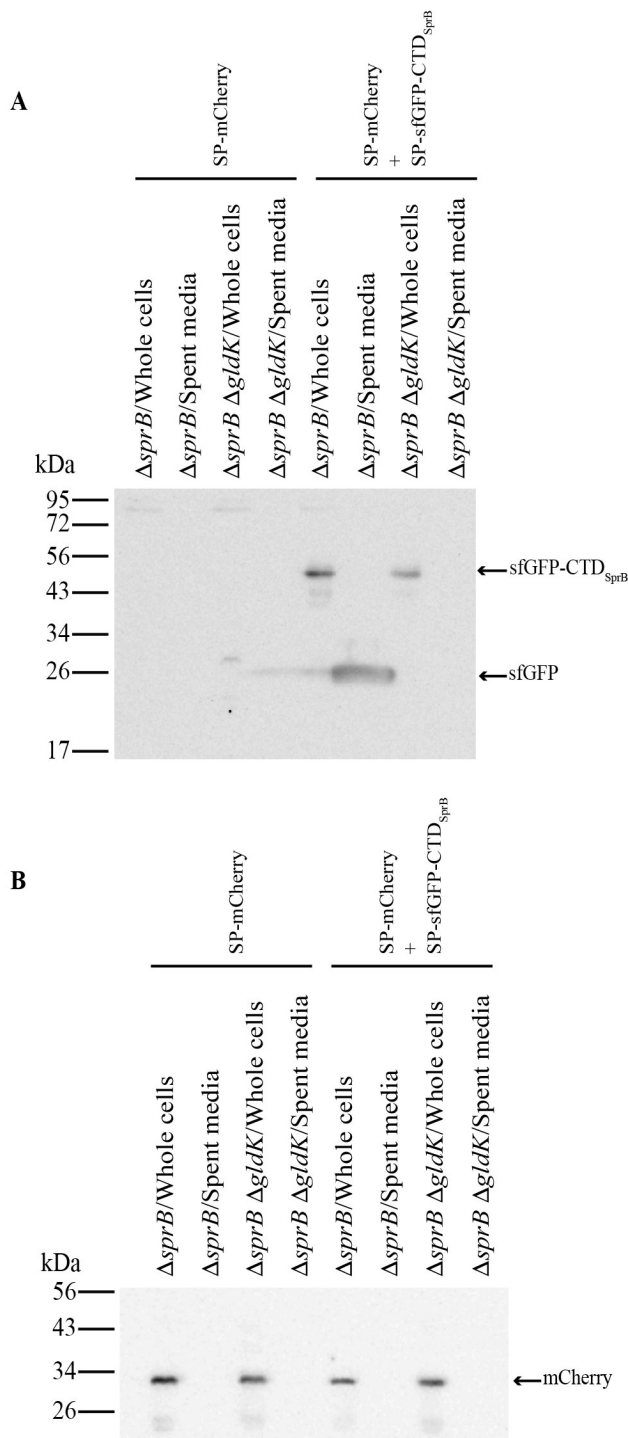 A
SP-mCherry
SP-mCherry
+
SP-sfGFP-CTDSprB
ΔsprB/Whole cells
ΔsprB/Spent media
ΔsprB ΔgldK/Whole cells
ΔsprB ΔgldK/Spent media
ΔsprB/Whole cells
ΔsprB/Spent media
ΔsprB ΔgldK/Whole cells
ΔsprB ΔgldK/Spent media
kDa
95
72
56
43
34
26
17
←sfGFP-CTDSprB
←sfGFP
B
SP-mCherry
SP-mCherry
+
SP-sfGFP-CTDSprB
ΔsprB/Whole cells
ΔsprB/Spent media
ΔsprB ΔgldK/Whole cells
ΔsprB ΔgldK/Spent media
ΔsprB/Whole cells
ΔsprB/Spent media
ΔsprB ΔgldK/Whole cells
ΔsprB ΔgldK/Spent media
kDa
56
43
34
26
←mCherry